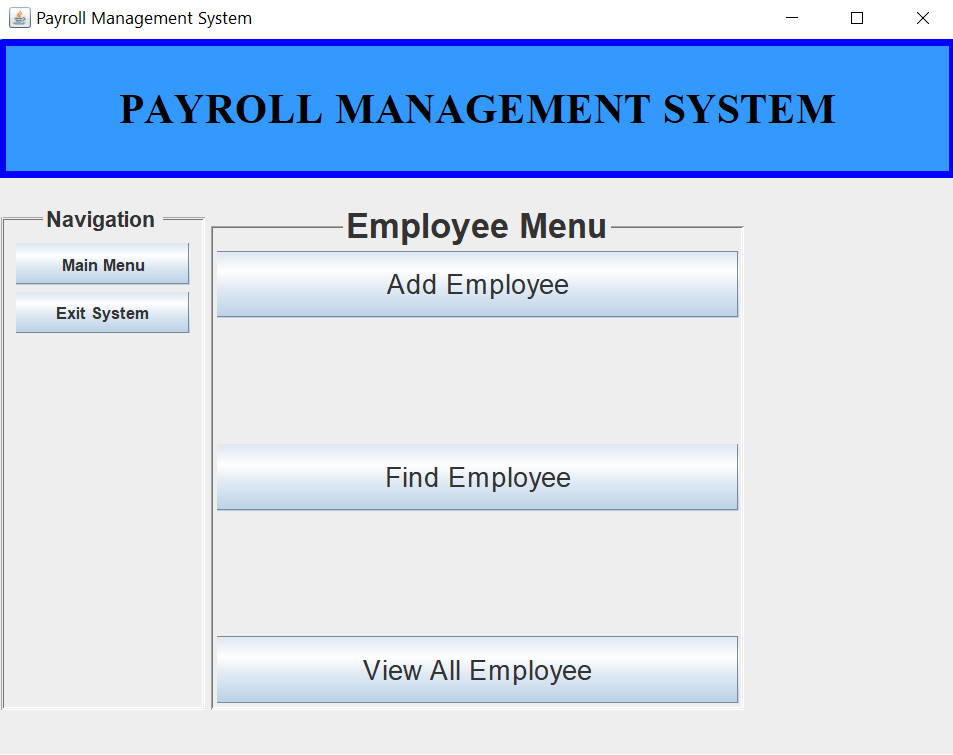 Payroll Management System
PAYROLL MANAGEMENT SYSTEM
Navigation
Main Menu
Exit System
Employee Menu
Add Employee
Find Employee
View All Employee